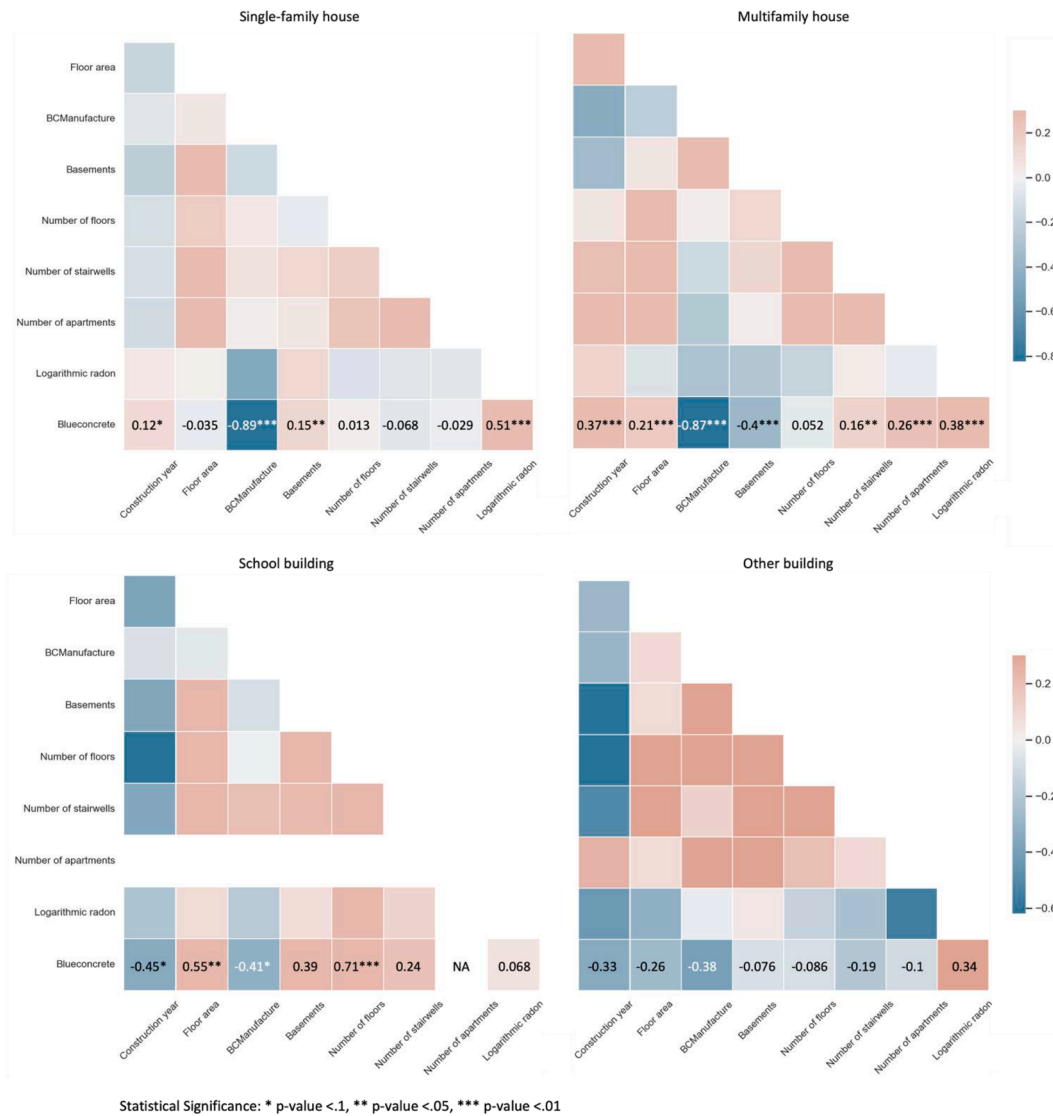 Single-family house
Multifamily house
Floor area
BCManufacture
Basements
Number of floors
Number of stairwells
Number of apartments
Logarithmic radon
Blueconcrete
0.12* -0.035 -0.89*** 0.15** 0.013 -0.068 -0.029 0.51***
Construction year Floor area BCManufacture Basements Number of floors Number of stairwells Number of apartments Logarithmic radon
0.37*** 0.21*** -0.87*** -0.4*** 0.052 0.16** 0.26*** 0.38***
Construction year Floor area BCManufacture Basements Number of floors Number of stairwells Number of apartments Logarithmic radon
0.2
0.0
-0.2
-0.4
-0.6
-0.8
School building
Other building
Floor area
BCManufacture
Basements
Number of floors
Number of stairwells
Number of apartments
Logarithmic radon
Blueconcrete
-0.45* 0.55** -0.41* 0.39 0.71*** 0.24 NA 0.068
Construction year Floor area BCManufacture Basements Number of floors Number of stairwells Number of apartments Logarithmic radon
-0.33 -0.26 -0.38 -0.076 -0.086 -0.19 -0.1 0.34
Construction year Floor area BCManufacture Basements Number of floors Number of stairwells Number of apartments Logarithmic radon
0.2
0.0
-0.2
-0.4
-0.6
Statistical Significance: * p-value <.1, ** p-value <.05, *** p-value <.01